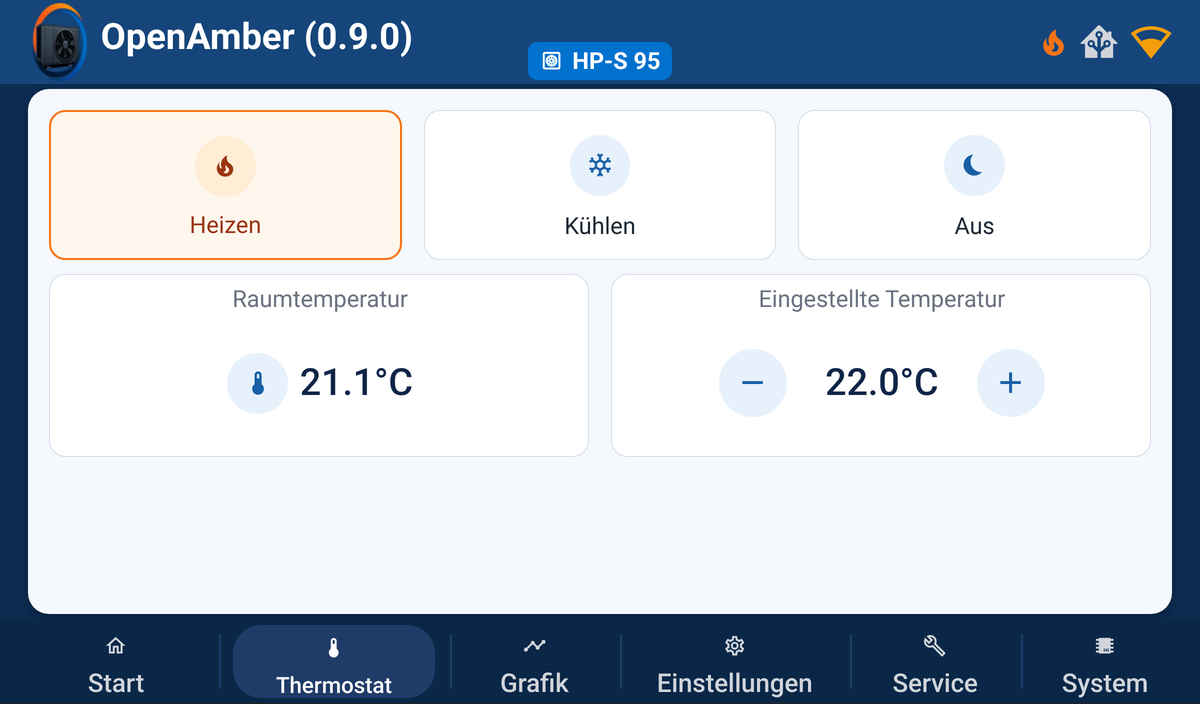 OpenAmber (0.9.0)
HP-S 95
Heizen
Kühlen
Aus
Raumtemperatur
Eingestellte Temperatur
21.1°C
22.0°C
Start
Thermostat
Grafik
Einstellungen
Service
System